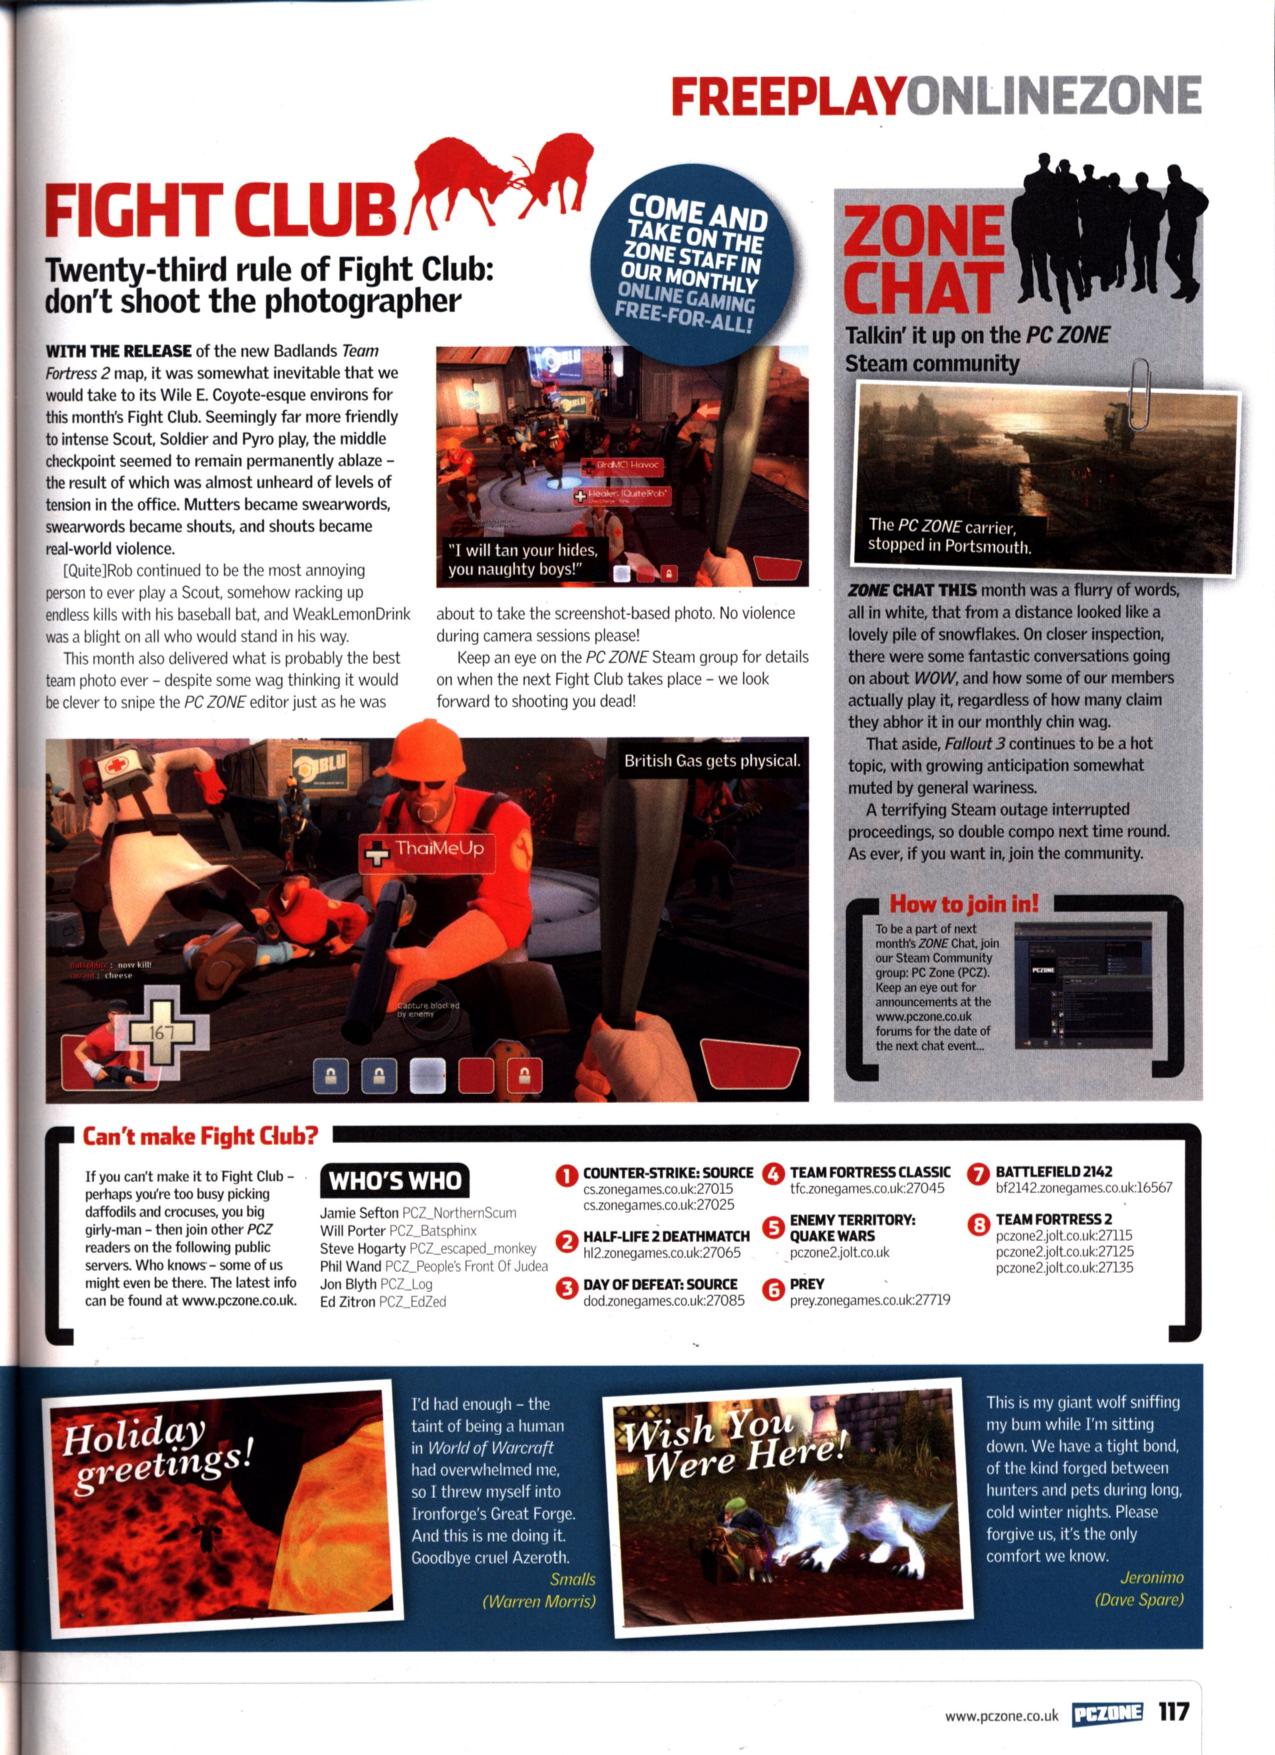 FREEPLAYONLINEZONE
FIGHT CLUB
Twenty-third rule of Fight Club:
don't shoot the photographer
COME AND
TAKE ON THE
ZONE STAFF IN
OUR MONTHLY
ONLINE GAMING
FREE-FOR-ALL!
WITH THE RELEASE of the new Badlands Team
Fortress 2 map, it was somewhat inevitable that we
would take to its Wile E. Coyote-esque environs for
this month's Fight Club. Seemingly far more friendly
to intense Scout, Soldier and Pyro play, the middle
checkpoint seemed to remain permanently ablaze –
the result of which was almost unheard of levels of
tension in the office. Mutters became swearwords,
swearwords became shouts, and shouts became
real-world violence.
[Quite]Rob continued to be the most annoying
person to ever play a Scout, somehow racking up
endless kills with his baseball bat, and WeakLemonDrink
was a blight on all who would stand in his way.
This month also delivered what is probably the best
team photo ever – despite some wag thinking it would
be clever to snipe the PC ZONE editor just as he was
BLU
BrdMC) Havoc
Healer: [Quite]Rob"
"I will tan your hides,
you naughty boys!"
about to take the screenshot-based photo. No violence
during camera sessions please!
Keep an eye on the PC ZONE Steam group for details
on when the next Fight Club takes place – we look
forward to shooting you dead!
BLU
British Gas gets physical.
ThaiMeUp
now kill!
cheese
Capture blocked
by enemy
167
ZONE
CHAT
Talkin' it up on the PC ZONE
Steam community
The PC ZONE carrier,
stopped in Portsmouth.
ZONE CHAT THIS month was a flurry of words,
all in white, that from a distance looked like a
lovely pile of snowflakes. On closer inspection,
there were some fantastic conversations going
on about WOW, and how some of our members
actually play it, regardless of how many claim
they abhor it in our monthly chin wag.
That aside, Fallout 3 continues to be a hot
topic, with growing anticipation somewhat
muted by general wariness.
A terrifying Steam outage interrupted
proceedings, so double compo next time round.
As ever, if you want in, join the community.
How to join in!
To be a part of next
month's ZONE Chat, join
our Steam Community
group: PC Zone (PCZ).
Keep an eye out for
announcements at the
www.pczone.co.uk
forums for the date of
the next chat event...
PCZONE
Can't make Fight Club?
If you can't make it to Fight Club –
perhaps you're too busy picking
daffodils and crocuses, you big
girly-man – then join other PCZ
readers on the following public
servers. Who knows – some of us
might even be there. The latest info
can be found at www.pczone.co.uk.
WHO'S WHO
Jamie Sefton PCZ_NorthernScum
Will Porter PCZ_Batsphinx
Steve Hogarty PCZ_escaped_monkey
Phil Wand PCZ_People's Front Of Judea
Jon Blyth PCZ_Log
Ed Zitron PCZ_EdZed
1 COUNTER-STRIKE: SOURCE
cs.zonegames.co.uk:27015
cs.zonegames.co.uk:27025
2 HALF-LIFE 2 DEATHMATCH
hl2.zonegames.co.uk:27065
3 DAY OF DEFEAT: SOURCE
dod.zonegames.co.uk:27085
4 TEAM FORTRESS CLASSIC
tfc.zonegames.co.uk:27045
5 ENEMY TERRITORY:
QUAKE WARS
pczone2.jolt.co.uk
6 PREY
prey.zonegames.co.uk:27719
7 BATTLEFIELD 2142
bf2142.zonegames.co.uk:16567
8 TEAM FORTRESS 2
pczone2.jolt.co.uk:27115
pczone2.jolt.co.uk:27125
pczone2.jolt.co.uk:27135
Holiday
greetings!
I'd had enough – the
taint of being a human
in World of Warcraft
had overwhelmed me,
so I threw myself into
Ironforge's Great Forge.
And this is me doing it.
Goodbye cruel Azeroth.
Smalls
(Warren Morris)
Wish You
Were Here!
This is my giant wolf sniffing
my bum while I'm sitting
down. We have a tight bond,
of the kind forged between
hunters and pets during long,
cold winter nights. Please
forgive us, it's the only
comfort we know.
Jeronimo
(Dave Spare)
www.pczone.co.uk PCZONE 117